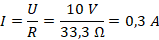 I = U/R = 10 V / 33,3 Ω = 0,3 A